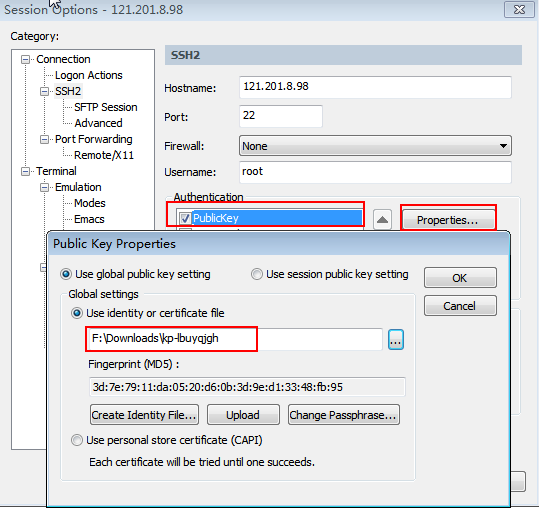 Session Options - 121.201.8.98
Category:
Connection
Logon Actions
SSH2
SFTP Session
Advanced
Port Forwarding
Remote/X11
Terminal
Emulation
Modes
Emacs
SSH2
Hostname:
121.201.8.98
Port:
22
Firewall:
None
Username:
root
Authentication
PublicKey
Properties...
Public Key Properties
Use global public key setting
Use session public key setting
OK
Cancel
Global settings
Use identity or certificate file
F:\Downloads\kp-lbuyqjgh
...
Fingerprint (MD5) :
3d:7e:79:11:da:05:20:d6:0b:3d:9e:d1:33:48:fb:95
Create Identity File...
Upload
Change Passphrase...
Use personal store certificate (CAPI)
Each certificate will be tried until one succeeds.